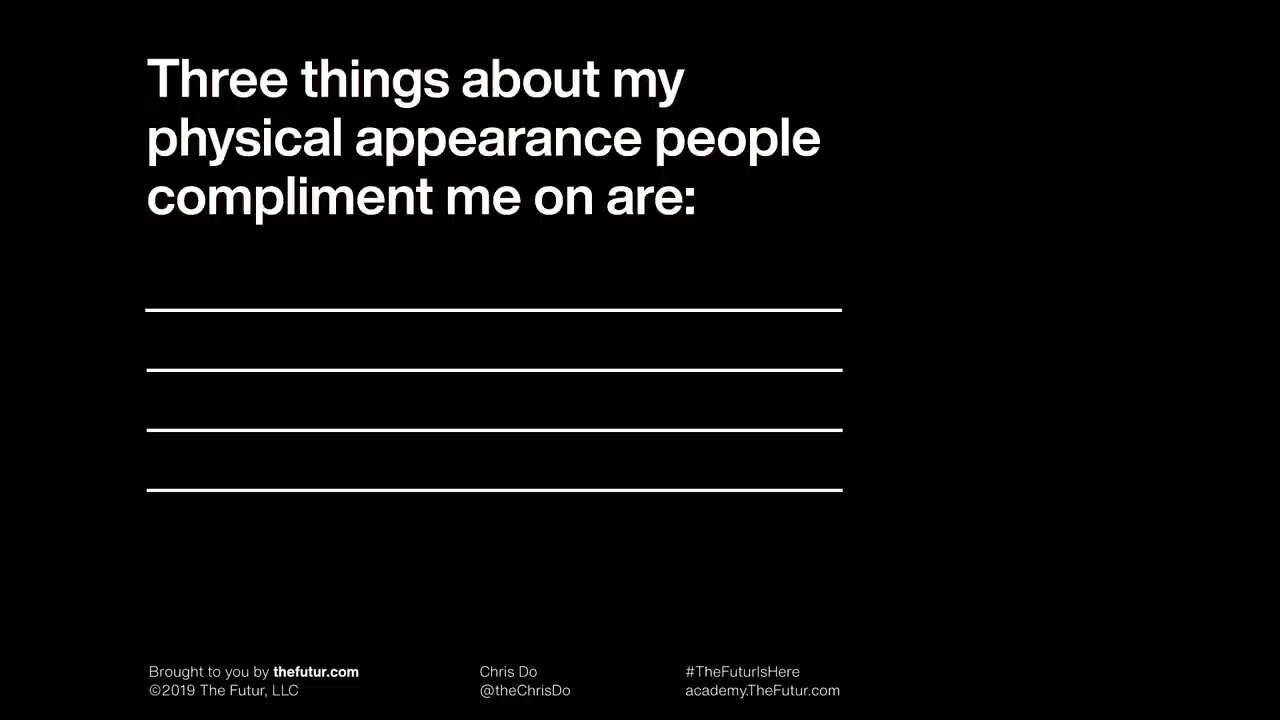 Three things about my
physical appearance people
compliment me on are:
Brought to you by thefutur.com
©2019 The Futur, LLC
Chris Do
@theChrisDo
#TheFuturIsHere
academy.TheFutur.com